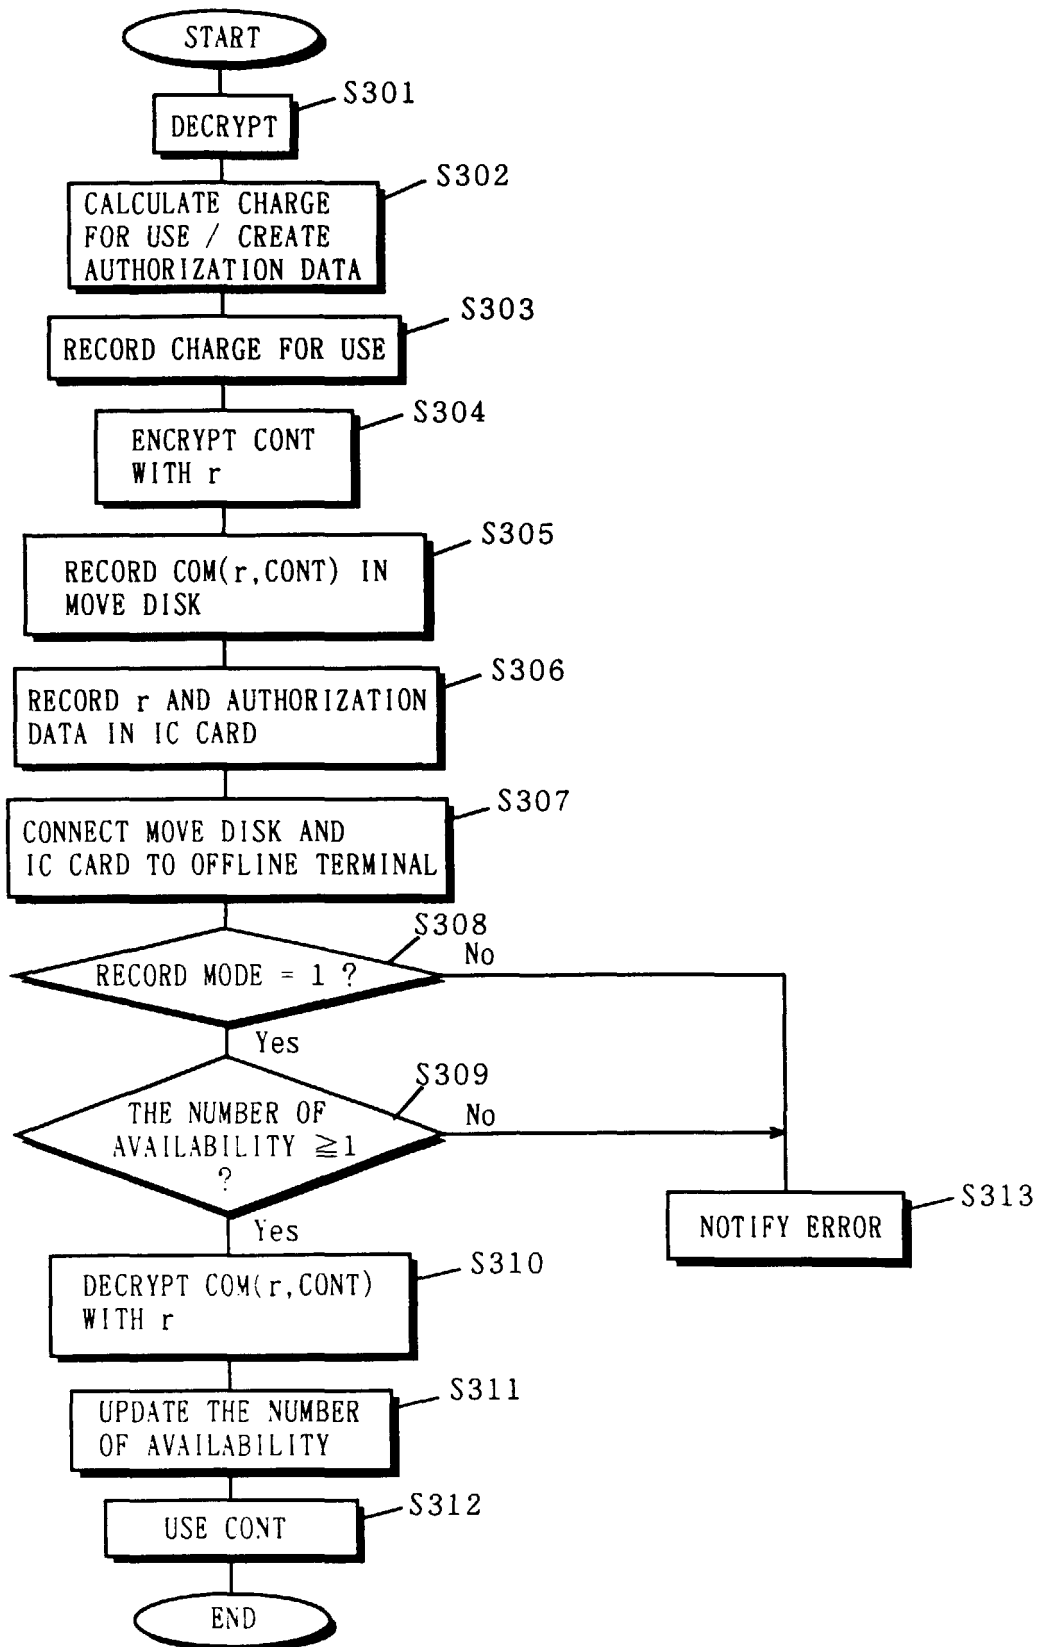 START
S301
DECRYPT
S302
CALCULATE CHARGE
FOR USE / CREATE
AUTHORIZATION DATA
S303
RECORD CHARGE FOR USE
S304
ENCRYPT CONT
WITH r
S305
RECORD COM(r,CONT) IN
MOVE DISK
S306
RECORD r AND AUTHORIZATION
DATA IN IC CARD
S307
CONNECT MOVE DISK AND
IC CARD TO OFFLINE TERMINAL
S308
RECORD MODE = 1 ?
No
Yes
S309
THE NUMBER OF
AVAILABILITY ≧1
?
No
Yes
S313
NOTIFY ERROR
S310
DECRYPT COM(r,CONT)
WITH r
S311
UPDATE THE NUMBER
OF AVAILABILITY
S312
USE CONT
END